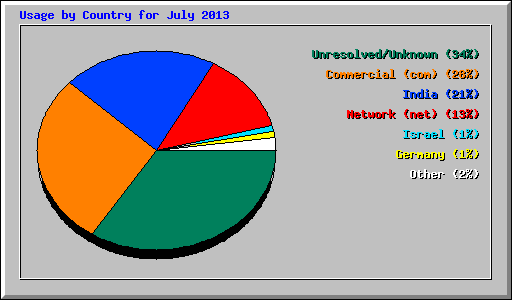 Usage by Country for July 2013
Unresolved/Unknown (34%)
Commercial (com) (28%)
India (21%)
Network (net) (13%)
Israel (1%)
Germany (1%)
Other (2%)